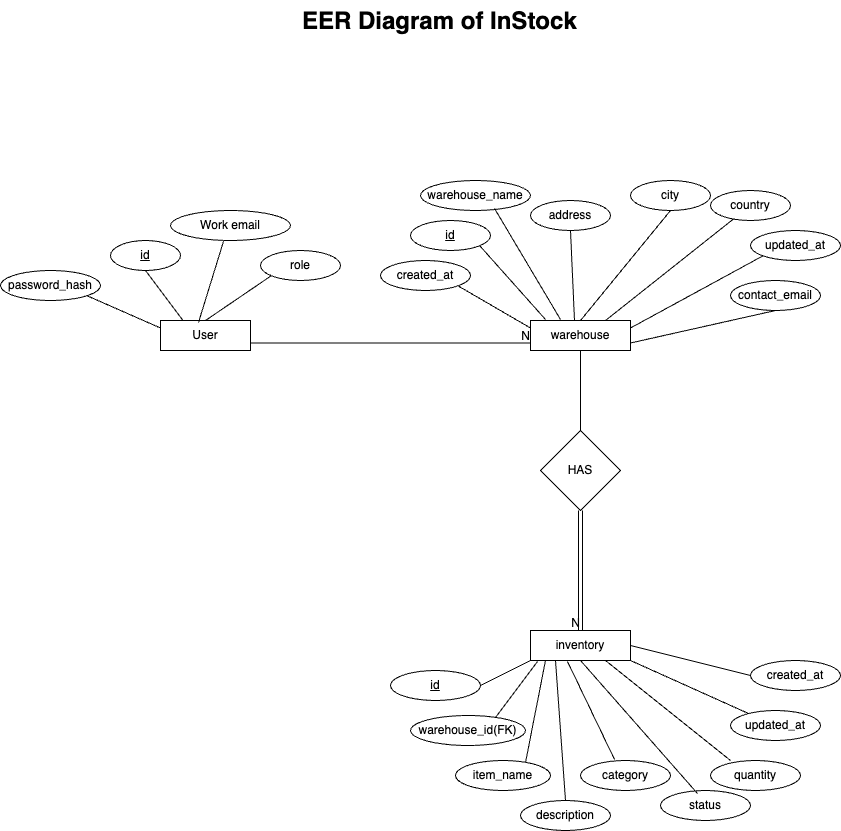 EER Diagram of InStock
warehouse_name
city
address
country
Work email
id
updated_at
id
role
created_at
password_hash
contact_email
User
N
warehouse
HAS
N
inventory
created_at
id
updated_at
warehouse_id(FK)
item_name
category
quantity
status
description